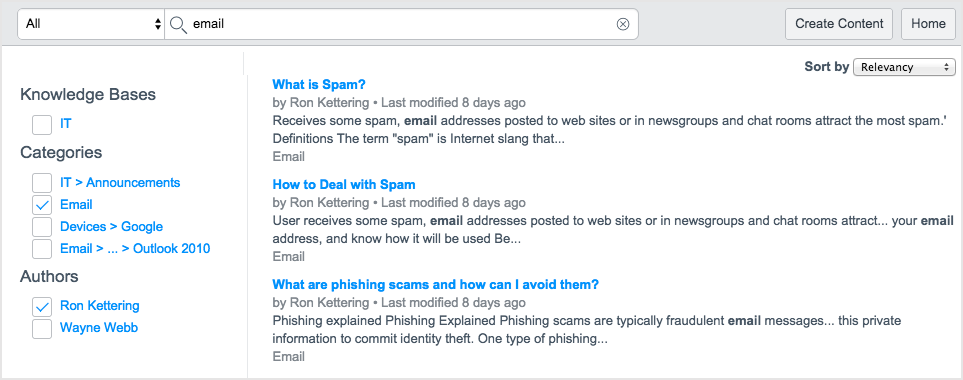 All
email
Create Content
Home
Sort by Relevancy
Knowledge Bases
IT
Categories
IT > Announcements
Email
Devices > Google
Email > ... > Outlook 2010
Authors
Ron Kettering
Wayne Webb
What is Spam?
by Ron Kettering • Last modified 8 days ago
Receives some spam, email addresses posted to web sites or in newsgroups and chat rooms attract the most spam.'
Definitions The term "spam" is Internet slang that...
Email
How to Deal with Spam
by Ron Kettering • Last modified 8 days ago
User receives some spam, email addresses posted to web sites or in newsgroups and chat rooms attract... your email
address, and know how it will be used Be...
Email
What are phishing scams and how can I avoid them?
by Ron Kettering • Last modified 8 days ago
Phishing explained Phishing Explained Phishing scams are typically fraudulent email messages... this private
information to commit identity theft. One type of phishing...
Email